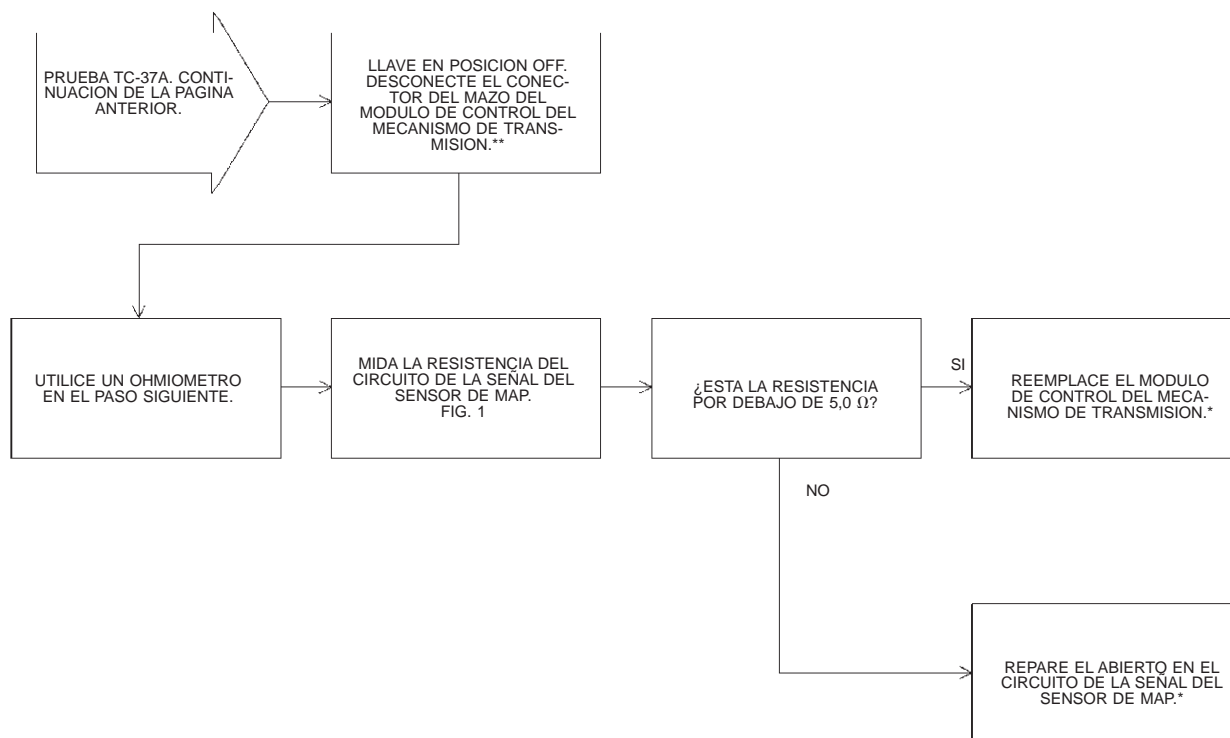 PRUEBA TC-37A. CONTI-
NUACION DE LA PAGINA
ANTERIOR.
LLAVE EN POSICION OFF.
DESCONECTE EL CONEC-
TOR DEL MAZO DEL
MODULO DE CONTROL DEL
MECANISMO DE TRANS-
MISION.**
UTILICE UN OHMIOMETRO
EN EL PASO SIGUIENTE.
MIDA LA RESISTENCIA DEL
CIRCUITO DE LA SEÑAL DEL
SENSOR DE MAP.
FIG. 1
¿ESTA LA RESISTENCIA
POR DEBAJO DE 5,0 Ω?
SI
REEMPLACE EL MODULO
DE CONTROL DEL MECA-
NISMO DE TRANSMISION.*
NO
REPARE EL ABIERTO EN EL
CIRCUITO DE LA SEÑAL DEL
SENSOR DE MAP.*